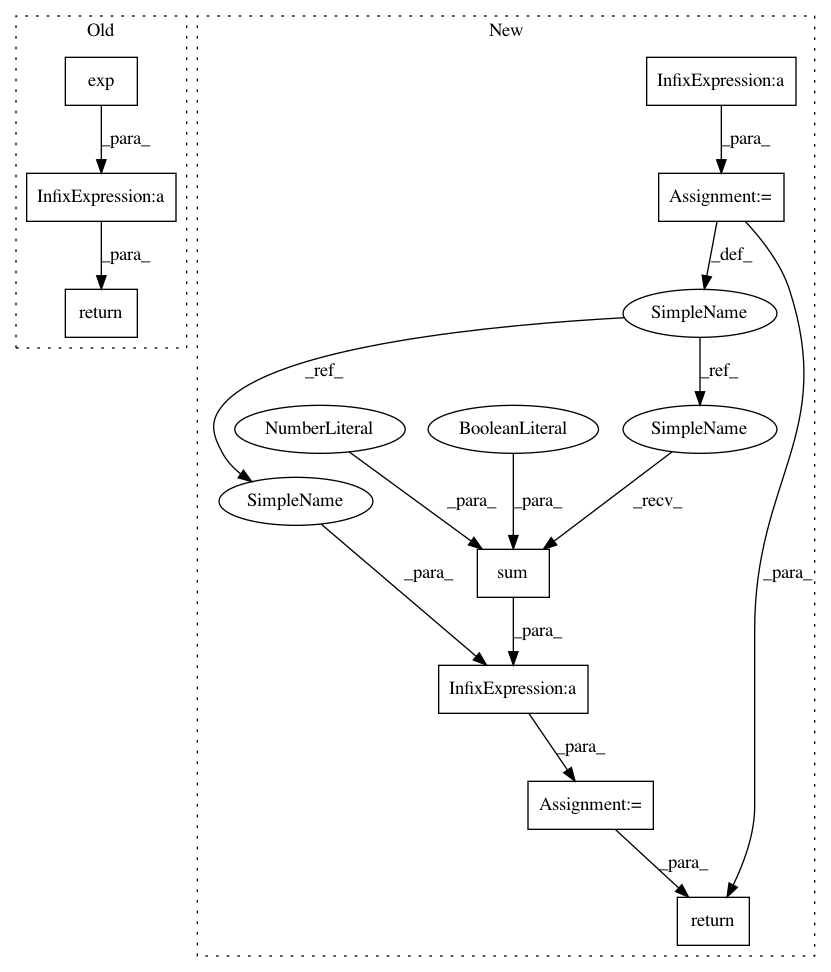 Old
New
exp
InfixExpression:a
_para_
_para_
InfixExpression:a
Assignment:=
_para_
_def_
return
SimpleName
_ref_
_ref_
NumberLiteral
BooleanLiteral
SimpleName
SimpleName
_para_
_para_
_recv_
_para_
sum
_para_
_para_
InfixExpression:a
_para_
Assignment:=
_para_
return